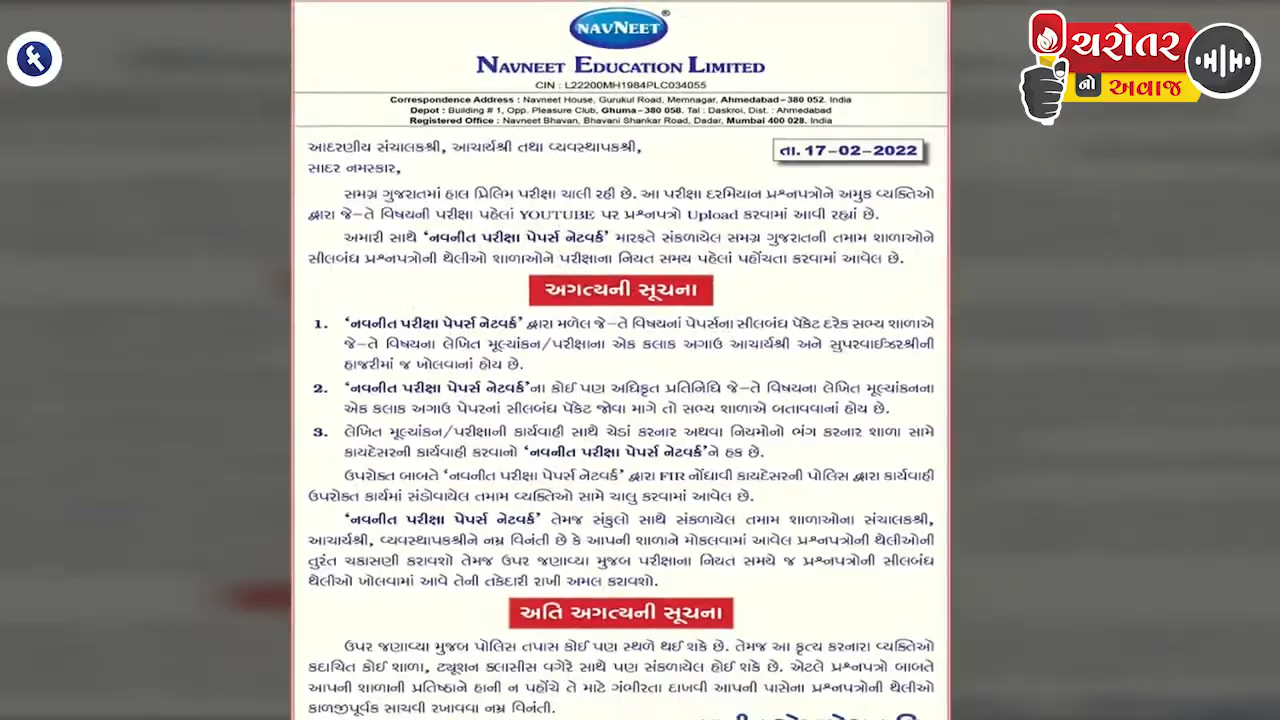 NAVNEET®
ચરોતર
નો અવાજ
NAVNEET EDUCATION LIMITED
CIN : L22200MH1984PLC034055
Correspondence Address : Navneet House, Gurukul Road, Memnagar, Ahmedabad–380 052. India
Depot : Building # 1, Opp. Pleasure Club, Ghuma–380 058. Tal : Daskroi, Dist. : Ahmedabad
Registered Office : Navneet Bhavan, Bhavani Shankar Road, Dadar, Mumbai 400 028. India
આદરણીય સંચાલકશ્રી, આચાર્યશ્રી તથા વ્યવસ્થાપકશ્રી,
તા. 17–02–2022
સાદર નમસ્કાર,
સમગ્ર ગુજરાતમાં હાલ પ્રિલિમ પરીક્ષા ચાલી રહી છે. આ પરીક્ષા દરમિયાન પ્રશ્નપત્રોને અમુક વ્યક્તિઓ
દ્વારા જે–તે વિષયની પરીક્ષા પહેલાં YOUTUBE પર પ્રશ્નપત્રો Upload કરવામાં આવી રહ્યાં છે.
અમારી સાથે ‘નવનીત પરીક્ષા પેપર્સ નેટવર્ક’ મારફતે સંકળાયેલ સમગ્ર ગુજરાતની તમામ શાળાઓને
સીલબંધ પ્રશ્નપત્રોની થેલીઓ શાળાઓને પરીક્ષાના નિયત સમય પહેલાં પહોંચતા કરવામાં આવેલ છે.
અગત્યની સૂચના
1. ‘નવનીત પરીક્ષા પેપર્સ નેટવર્ક’ દ્વારા મળેલ જે–તે વિષયનાં પેપર્સના સીલબંધ પૅકેટ દરેક સભ્ય શાળાએ
જે–તે વિષયના લેખિત મૂલ્યાંકન/પરીક્ષાના એક કલાક અગાઉ આચાર્યશ્રી અને સુપરવાઈઝરશ્રીની
હાજરીમાં જ ખોલવાનાં હોય છે.
2. ‘નવનીત પરીક્ષા પેપર્સ નેટવર્ક’ના કોઈ પણ અધિકૃત પ્રતિનિધિ જે–તે વિષયના લેખિત મૂલ્યાંકનના
એક કલાક અગાઉ પેપરનાં સીલબંધ પૅકેટ જોવા માગે તો સભ્ય શાળાએ બતાવવાનાં હોય છે.
3. લેખિત મૂલ્યાંકન/પરીક્ષાની કાર્યવાહી સાથે ચેડાં કરનાર અથવા નિયમોનો ભંગ કરનાર શાળા સામે
કાયદેસરની કાર્યવાહી કરવાનો ‘નવનીત પરીક્ષા પેપર્સ નેટવર્ક’ને હક છે.
ઉપરોક્ત બાબતે ‘નવનીત પરીક્ષા પેપર્સ નેટવર્ક’ દ્વારા FIR નોંધાવી કાયદેસરની પોલિસ દ્વારા કાર્યવાહી
ઉપરોક્ત કાર્યમાં સંડોવાયેલ તમામ વ્યક્તિઓ સામે ચાલુ કરવામાં આવેલ છે.
‘નવનીત પરીક્ષા પેપર્સ નેટવર્ક’ તેમજ સંકુલો સાથે સંકળાયેલ તમામ શાળાઓના સંચાલકશ્રી,
આચાર્યશ્રી, વ્યવસ્થાપકશ્રીને નમ્ર વિનંતી છે કે આપની શાળાને મોકલવામાં આવેલ પ્રશ્નપત્રોની થેલીઓની
તુરંત ચકાસણી કરાવશો તેમજ ઉપર જણાવ્યા મુજબ પરીક્ષાના નિયત સમયે જ પ્રશ્નપત્રોની સીલબંધ
થેલીઓ ખોલવામાં આવે તેની તકેદારી રાખી અમલ કરાવશો.
અતિ અગત્યની સૂચના
ઉપર જણાવ્યા મુજબ પોલિસ તપાસ કોઈ પણ સ્થળે થઈ શકે છે. તેમજ આ કૃત્ય કરનારા વ્યક્તિઓ
કદાચિત કોઈ શાળા, ટ્યૂશન ક્લાસીસ વગેરે સાથે પણ સંકળાયેલ હોઈ શકે છે. એટલે પ્રશ્નપત્રો બાબતે
આપની શાળાની પ્રતિષ્ઠાને હાની ન પહોંચે તે માટે ગંભીરતા દાખવી આપની પાસેના પ્રશ્નપત્રોની થેલીઓ
કાળજીપૂર્વક સાચવી રખાવવા નમ્ર વિનંતી.